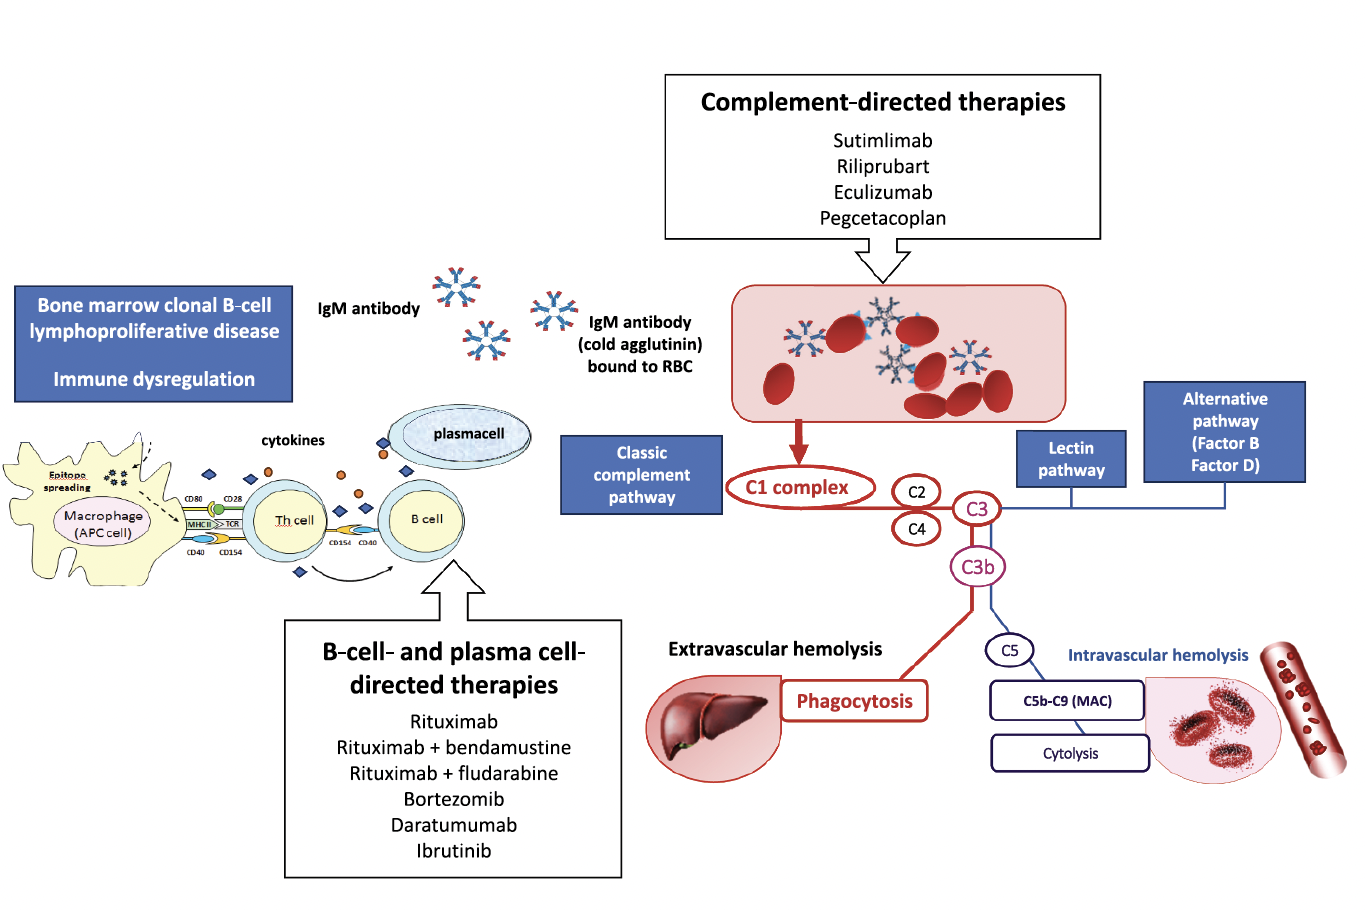 Complement-directed therapies
Sutimlimab
Riliprubart
Eculizumab
Pegcetacoplan
Bone marrow clonal B-cell
lymphoproliferative disease
Immune dysregulation
IgM antibody
IgM antibody
(cold agglutinin)
bound to RBC
cytokines
plasmacell
Epitope
spreading
Macrophage
(APC cell)
CD80
CD28
MHC II
TCR
CD40
CD154
Th cell
CD154
CD40
B cell
B-cell- and plasma cell-
directed therapies
Rituximab
Rituximab + bendamustine
Rituximab + fludarabine
Bortezomib
Daratumumab
Ibrutinib
Classic
complement
pathway
C1 complex
C2
C4
C3
C3b
Lectin
pathway
Alternative
pathway
(Factor B
Factor D)
Extravascular hemolysis
Phagocytosis
C5
Intravascular hemolysis
C5b-C9 (MAC)
Cytolysis